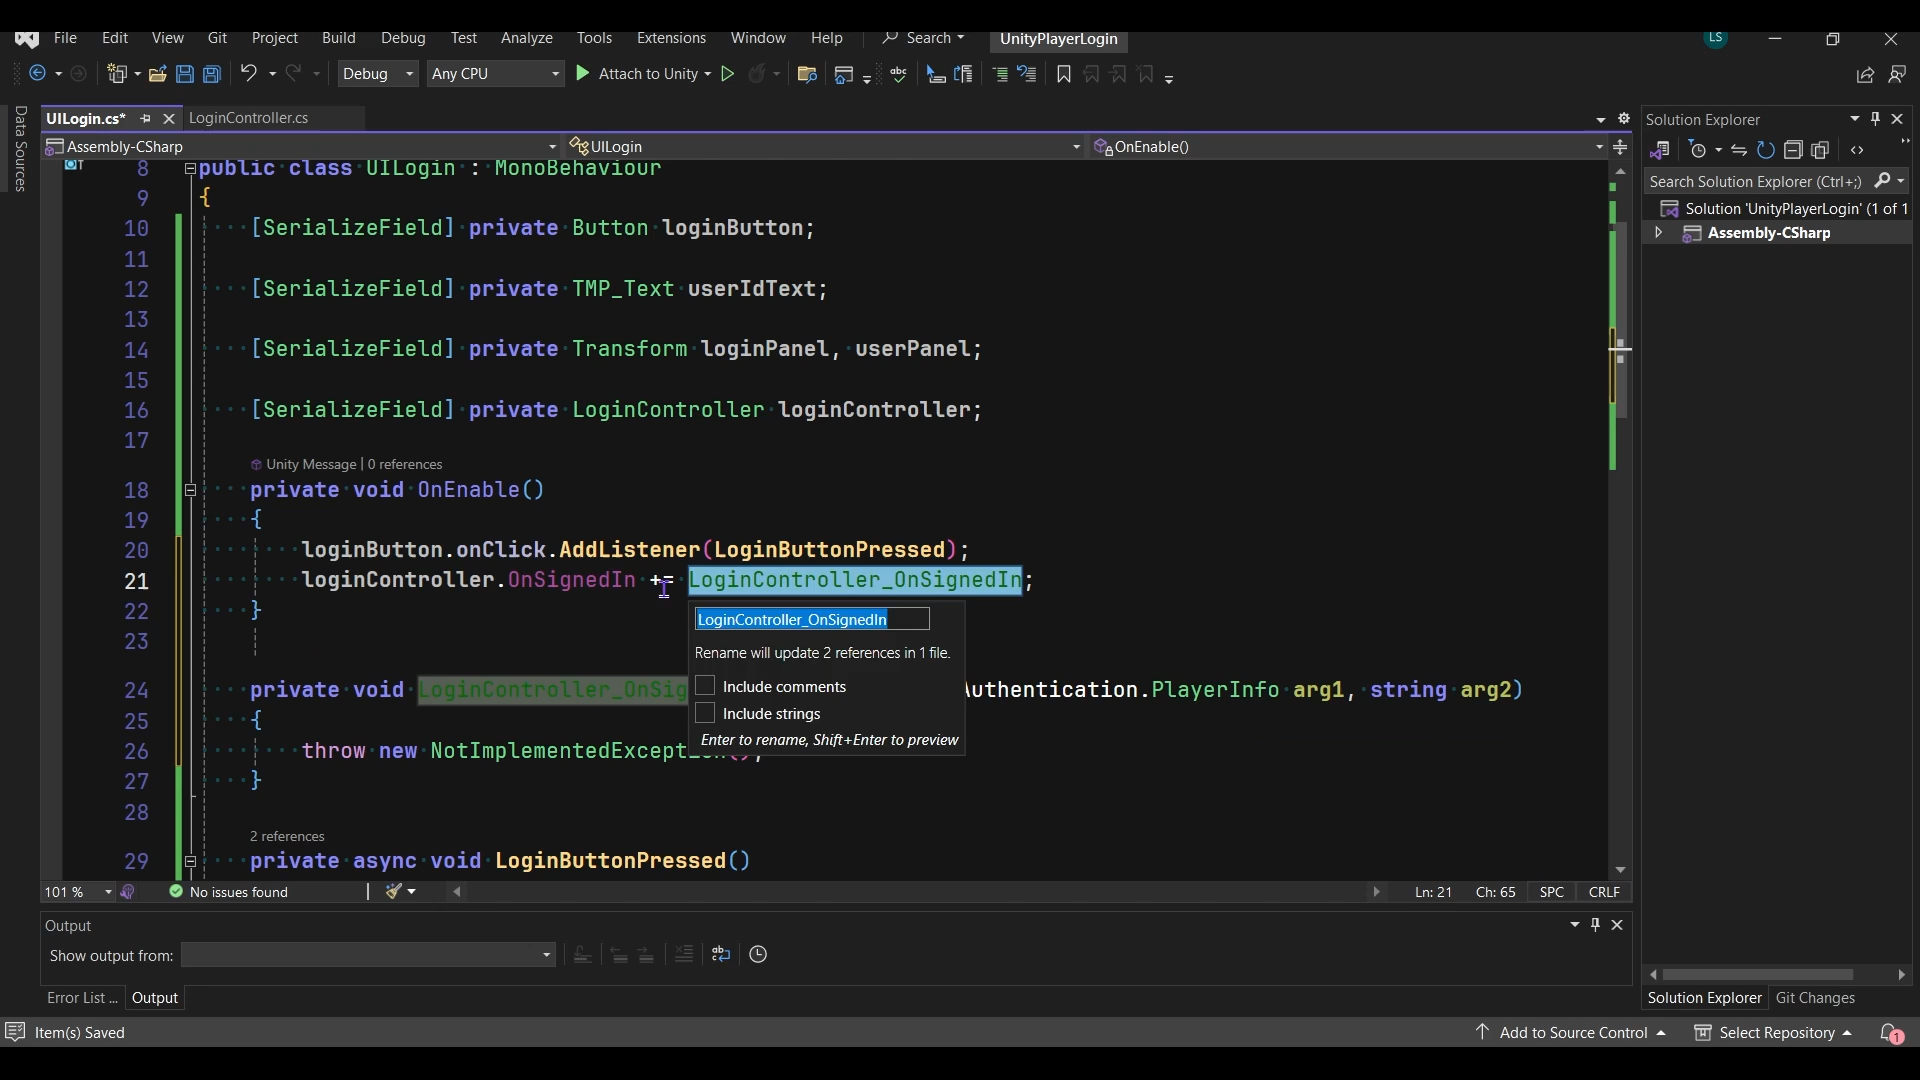 File Edit View Git Project Build Debug Test Analyze Tools Extensions Window Help Search UnityPlayerLogin LS
Debug Any CPU Attach to Unity
Data Sources
UILogin.cs* LoginController.cs
Assembly-CSharp UILogin OnEnable()
8 public class UILogin : MonoBehaviour
9 {
10 [SerializeField] private Button loginButton;
11
12 [SerializeField] private TMP_Text userIdText;
13
14 [SerializeField] private Transform loginPanel, userPanel;
15
16 [SerializeField] private LoginController loginController;
17
Unity Message | 0 references
18 private void OnEnable()
19 {
20 loginButton.onClick.AddListener(LoginButtonPressed);
21 loginController.OnSignedIn += LoginController_OnSignedIn;
22 }
23
LoginController_OnSignedIn
Rename will update 2 references in 1 file.
Include comments
Include strings
Enter to rename, Shift+Enter to preview
24 private void LoginController_OnSig uthentication.PlayerInfo arg1, string arg2)
25 {
26 throw new NotImplementedExcept
27 }
28
2 references
29 private async void LoginButtonPressed()
101 % No issues found Ln: 21 Ch: 65 SPC CRLF
Output
Show output from:
Error List ... Output
Solution Explorer
Search Solution Explorer (Ctrl+;)
Solution 'UnityPlayerLogin' (1 of 1
Assembly-CSharp
Solution Explorer Git Changes
Item(s) Saved Add to Source Control Select Repository 1